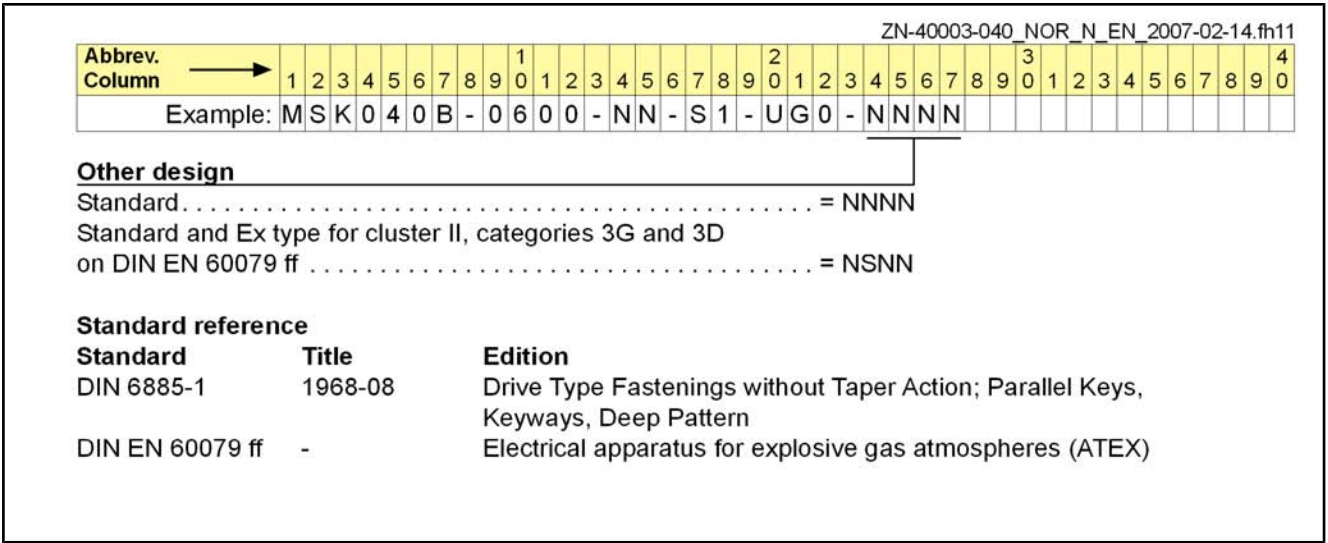 ZN-40003-040_NOR_N_EN_2007-02-14.fh11
Abbrev.
Column 1 2 3 4 5 6 7 8 9 10 1 2 3 4 5 6 7 8 9 20 1 2 3 4 5 6 7 8 9 30 1 2 3 4 5 6 7 8 9 40
Example: MSK040B-0600-NN-S1-UG0-NNNN
Other design
Standard. . . . . . . . . . . . . . . . . . . . . . . . . . . . . . . . . . . . . . . . . . . . . = NNNN
Standard and Ex type for cluster II, categories 3G and 3D
on DIN EN 60079 ff . . . . . . . . . . . . . . . . . . . . . . . . . . . . . . . . . . . . = NSNN
Standard reference
Standard Title Edition
DIN 6885-1 1968-08 Drive Type Fastenings without Taper Action; Parallel Keys,
Keyways, Deep Pattern
DIN EN 60079 ff - Electrical apparatus for explosive gas atmospheres (ATEX)